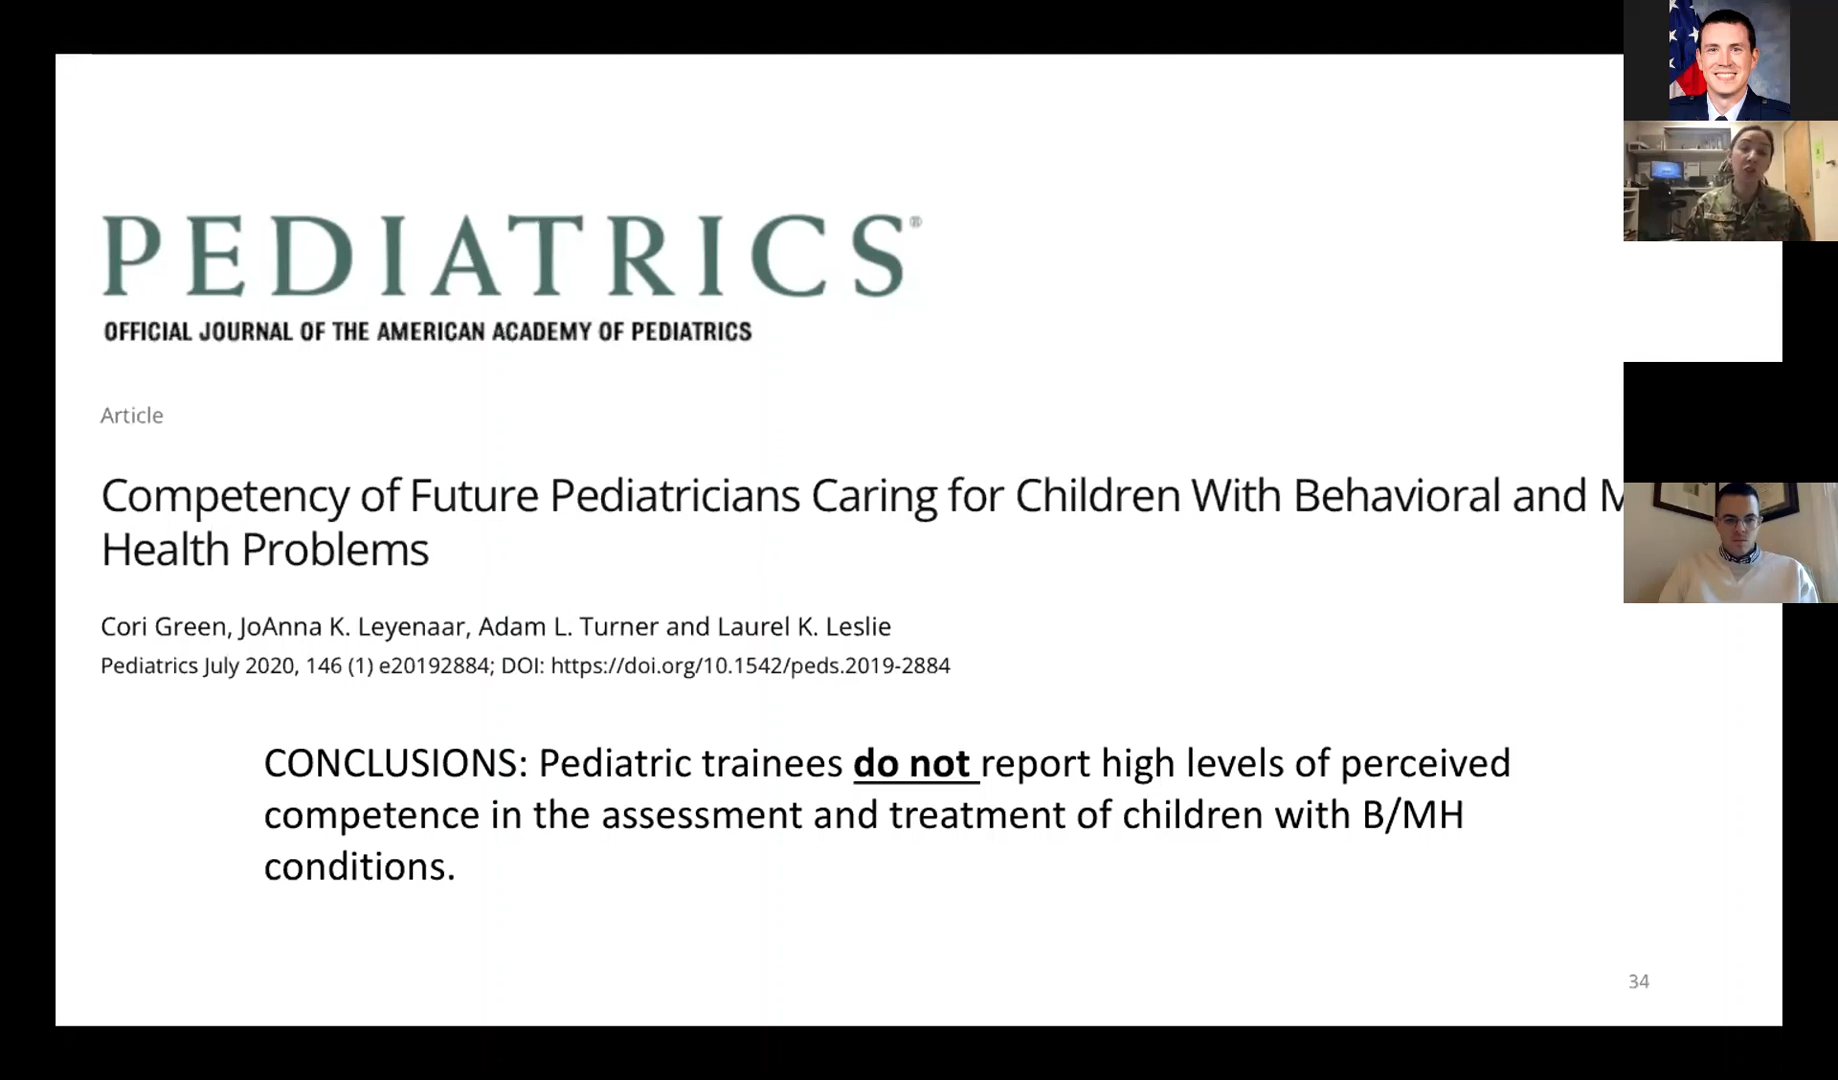 PEDIATRICS®
OFFICIAL JOURNAL OF THE AMERICAN ACADEMY OF PEDIATRICS
Article
Competency of Future Pediatricians Caring for Children With Behavioral and
Health Problems
Cori Green, JoAnna K. Leyenaar, Adam L. Turner and Laurel K. Leslie
Pediatrics July 2020, 146 (1) e20192884; DOI: https://doi.org/10.1542/peds.2019-2884
CONCLUSIONS: Pediatric trainees do not report high levels of perceived
competence in the assessment and treatment of children with B/MH
conditions.
34